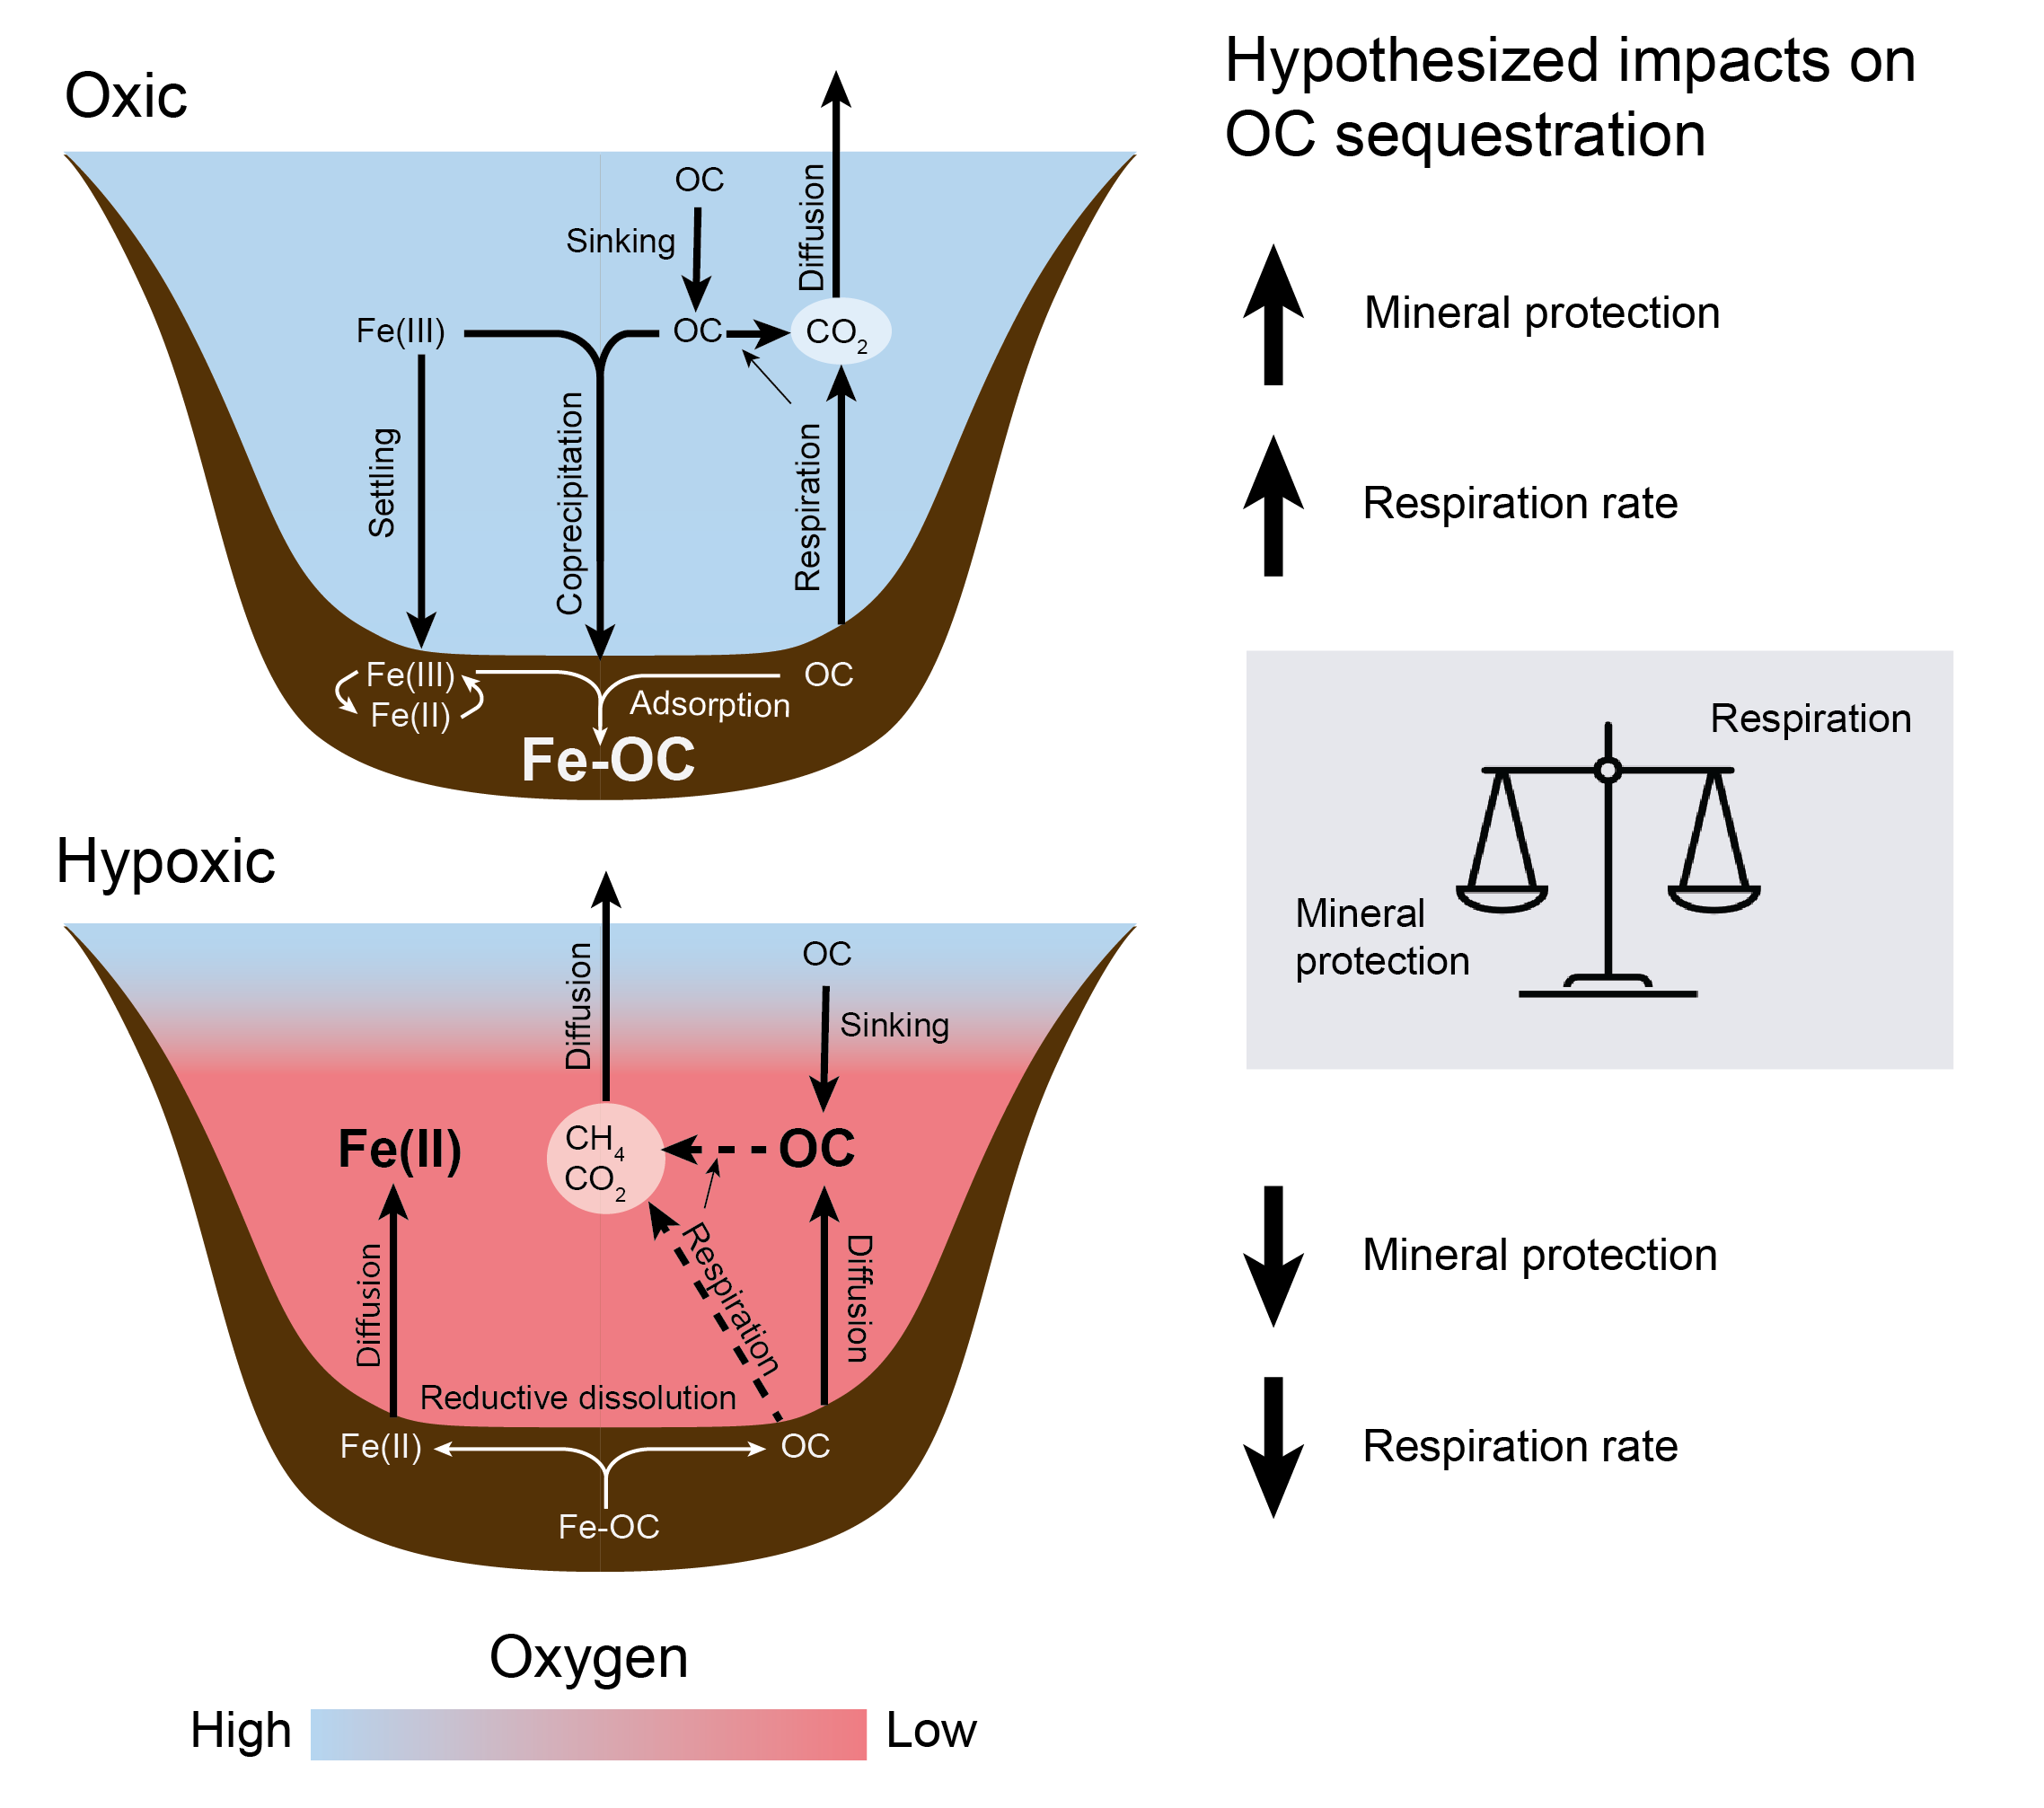 Oxic
Hypothesized impacts on
OC sequestration
OC
Sinking
Diffusion
Fe(III)
OC
CO2
Settling
Coprecipitation
Respiration
Fe(III)
Fe(II)
OC
Adsorption
Fe-OC
Mineral protection
Respiration rate
Respiration
Mineral
protection
Hypoxic
OC
Sinking
Diffusion
Fe(II)
CH4
CO2
OC
Diffusion
Respiration
Diffusion
Reductive dissolution
Fe(II)
OC
Fe-OC
Mineral protection
Respiration rate
Oxygen
High
Low